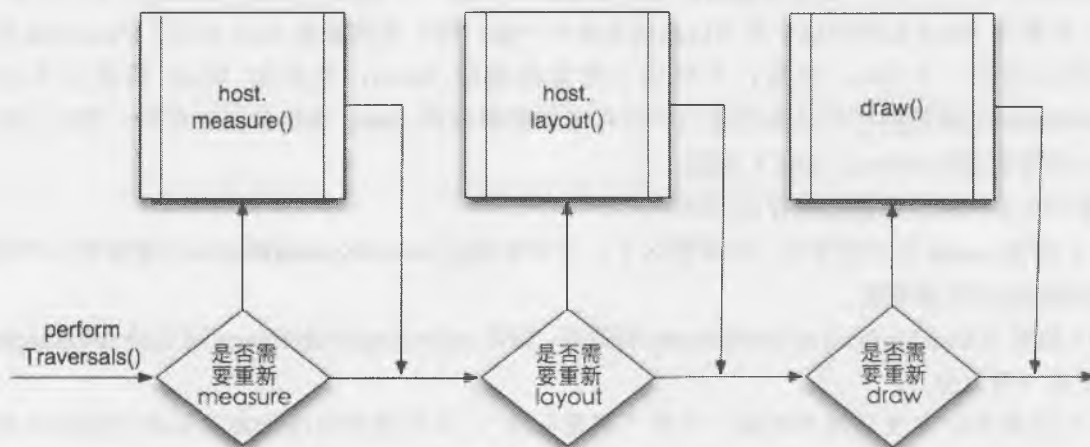 host.
measure()
host.
layout()
draw()
perform
Traversals()
是否需
要重新
measure
是否需
要重新
layout
是否需
要重新
draw